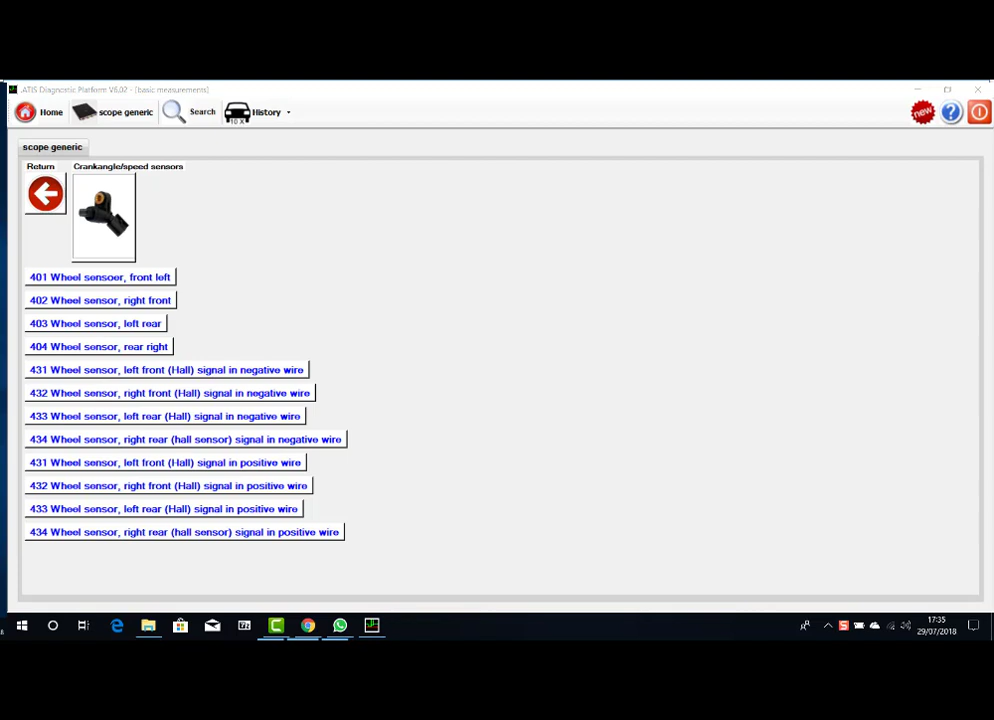 ATIS Diagnostic Platform V6,02 - [basic measurements]
Home
scope generic
Search
10 X
History
new
scope generic
Return
Crankangle/speed sensors
401 Wheel sensoer, front left
402 Wheel sensor, right front
403 Wheel sensor, left rear
404 Wheel sensor, rear right
431 Wheel sensor, left front (Hall) signal in negative wire
432 Wheel sensor, right front (Hall) signal in negative wire
433 Wheel sensor, left rear (Hall) signal in negative wire
434 Wheel sensor, right rear (hall sensor) signal in negative wire
431 Wheel sensor, left front (Hall) signal in positive wire
432 Wheel sensor, right front (Hall) signal in positive wire
433 Wheel sensor, left rear (Hall) signal in positive wire
434 Wheel sensor, right rear (hall sensor) signal in positive wire
17:35
29/07/2018